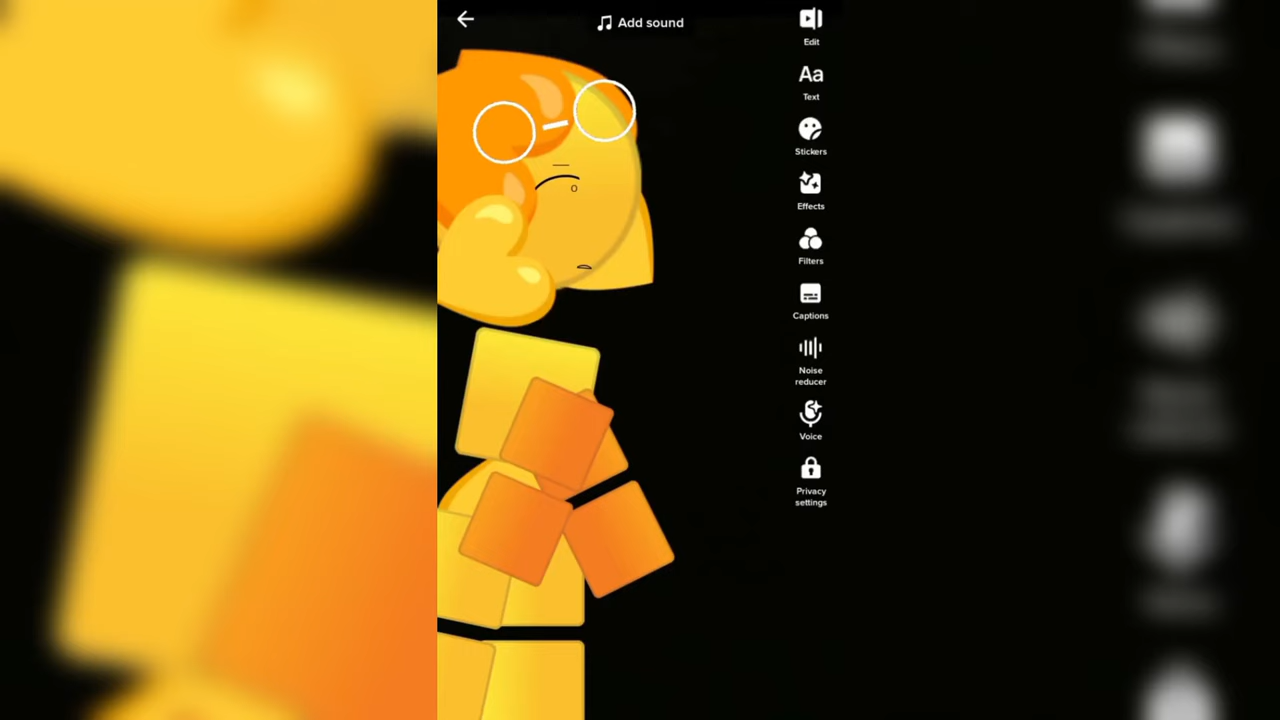 Add sound
Edit
Aa
Text
Stickers
Effects
Filters
Captions
Noise
reducer
Voice
Privacy
settings